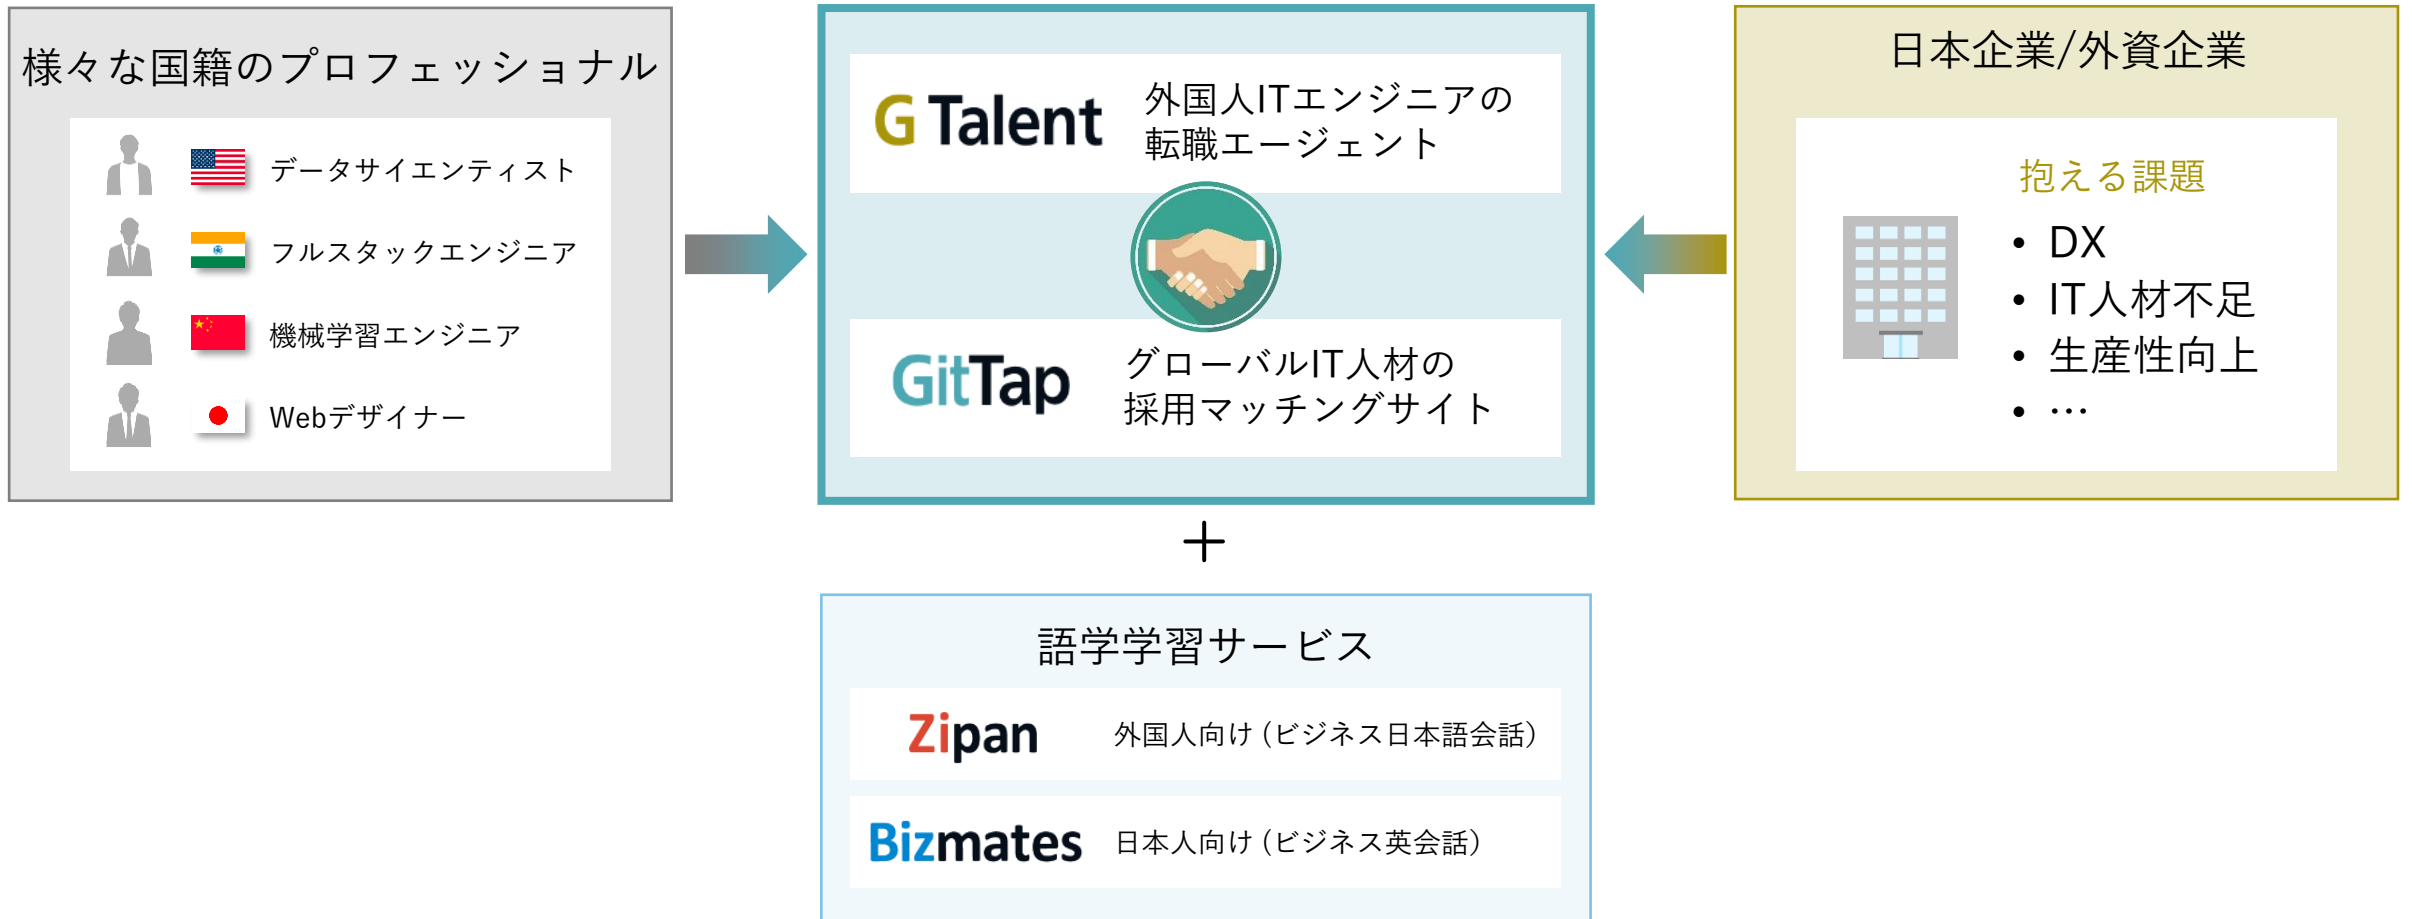 様々な国籍のプロフェッショナル
データサイエンティスト
フルスタックエンジニア
機械学習エンジニア
Webデザイナー
G Talent
外国人ITエンジニアの
転職エージェント
GitTap
グローバルIT人材の
採用マッチングサイト
日本企業/外資企業
抱える課題
• DX
• IT人材不足
• 生産性向上
• …
+
語学学習サービス
Zipan
外国人向け (ビジネス日本語会話)
Bizmates
日本人向け (ビジネス英会話)